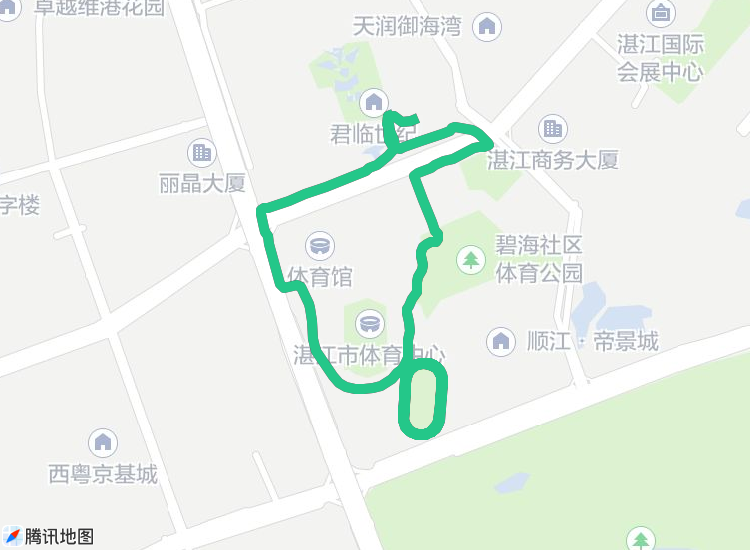 卓越维港花园
天润御海湾
湛江国际
会展中心
君临世纪
湛江商务大厦
丽晶大厦
字楼
碧海社区
体育公园
体育馆
顺江·帝景城
湛江市体育中心
西粤京基城
腾讯地图